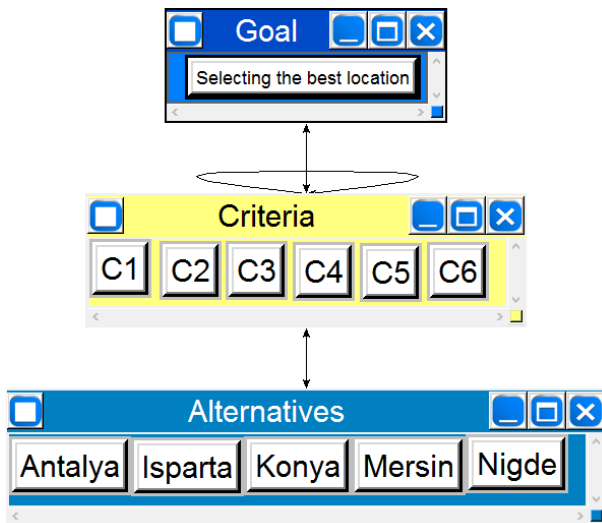 Goal
Selecting the best location
Criteria
C1 C2 C3 C4 C5 C6
Alternatives
Antalya Isparta Konya Mersin Nigde